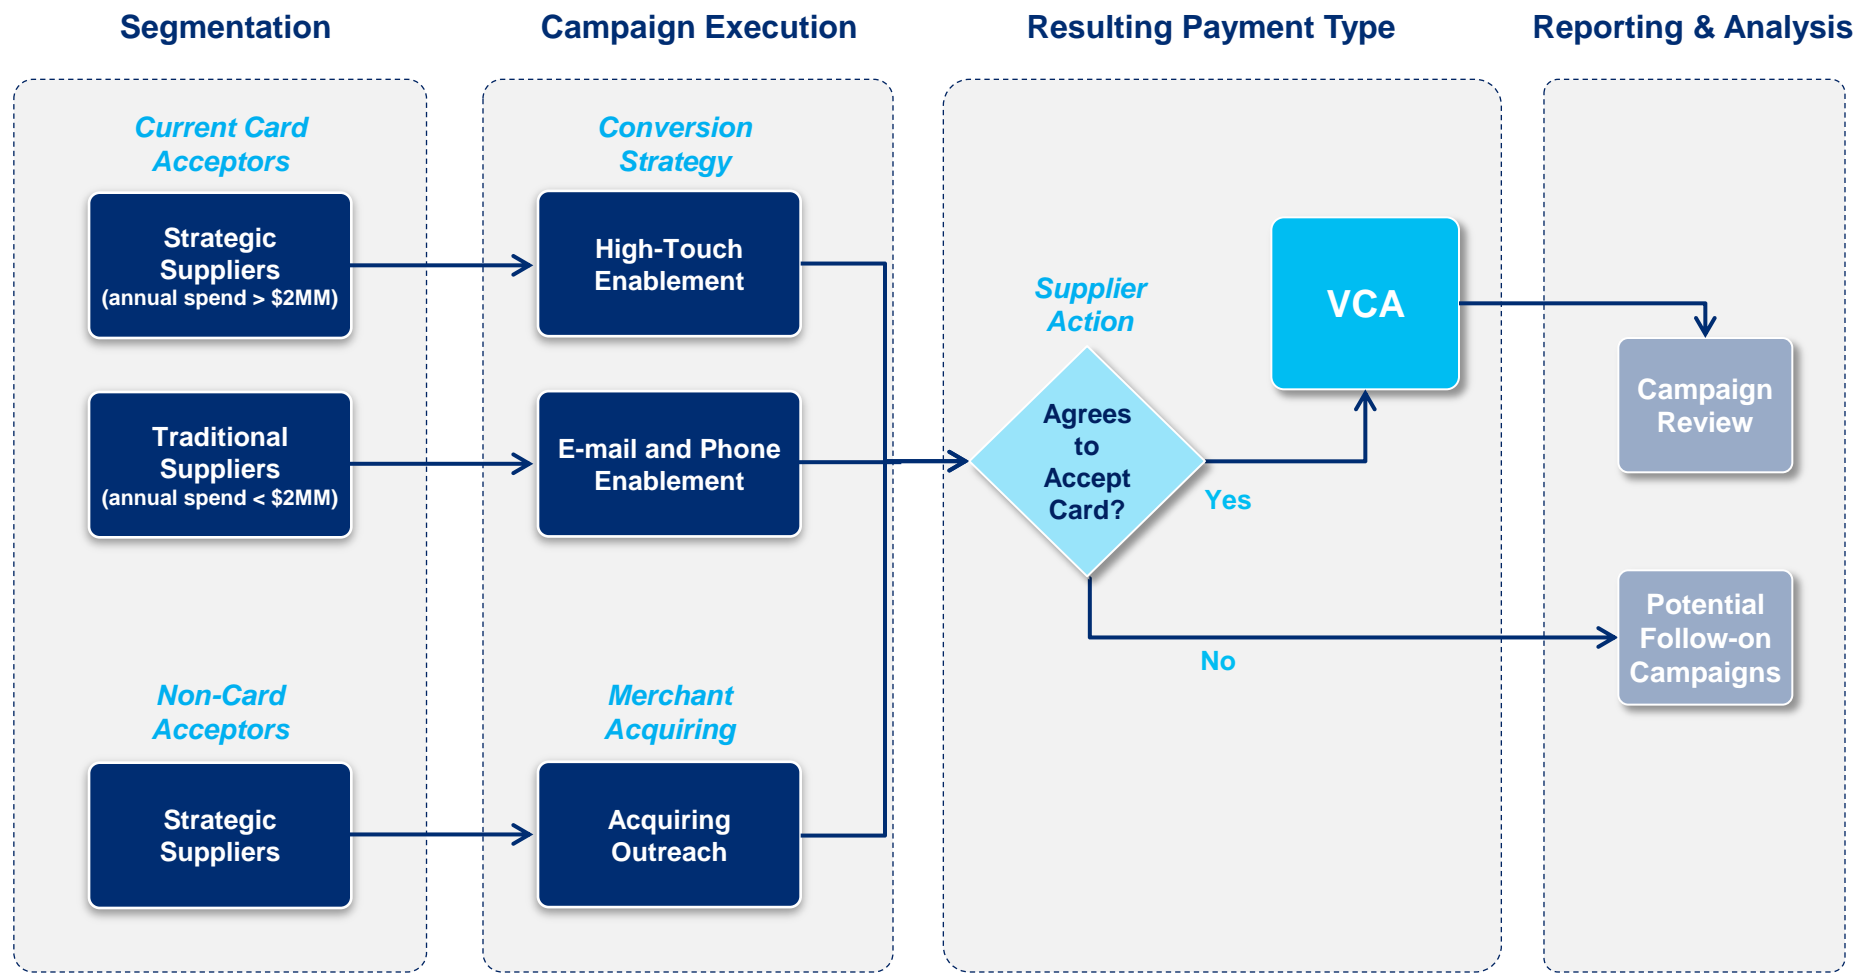 Segmentation
Campaign Execution
Resulting Payment Type
Reporting & Analysis
Current Card
Acceptors
Strategic
Suppliers
(annual spend > $2MM)
Traditional
Suppliers
(annual spend < $2MM)
Non-Card
Acceptors
Strategic
Suppliers
Conversion
Strategy
High-Touch
Enablement
E-mail and Phone
Enablement
Merchant
Acquiring
Acquiring
Outreach
Supplier
Action
Agrees
to
Accept
Card?
Yes
No
VCA
Campaign
Review
Potential
Follow-on
Campaigns